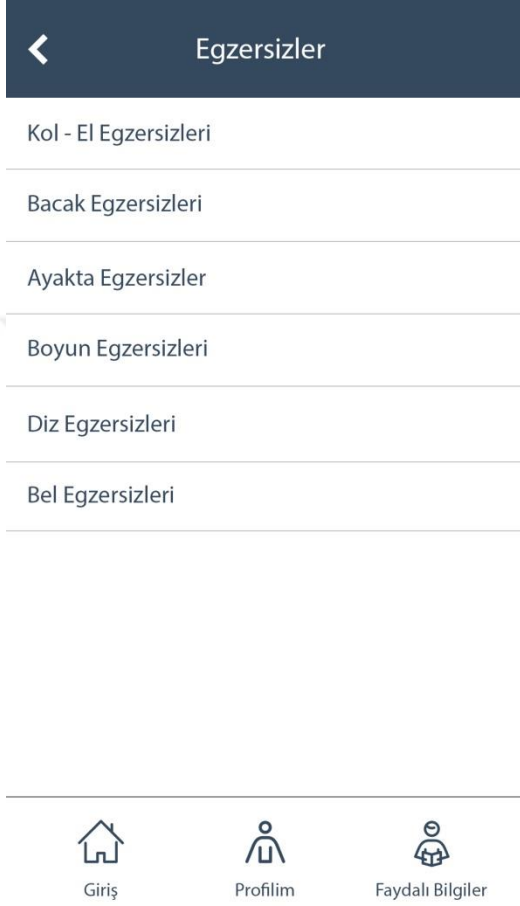 Egzersizler
Kol - El Egzersizleri
Bacak Egzersizleri
Ayakta Egzersizler
Boyun Egzersizleri
Diz Egzersizleri
Bel Egzersizleri
Giriş
Profilim
Faydalı Bilgiler